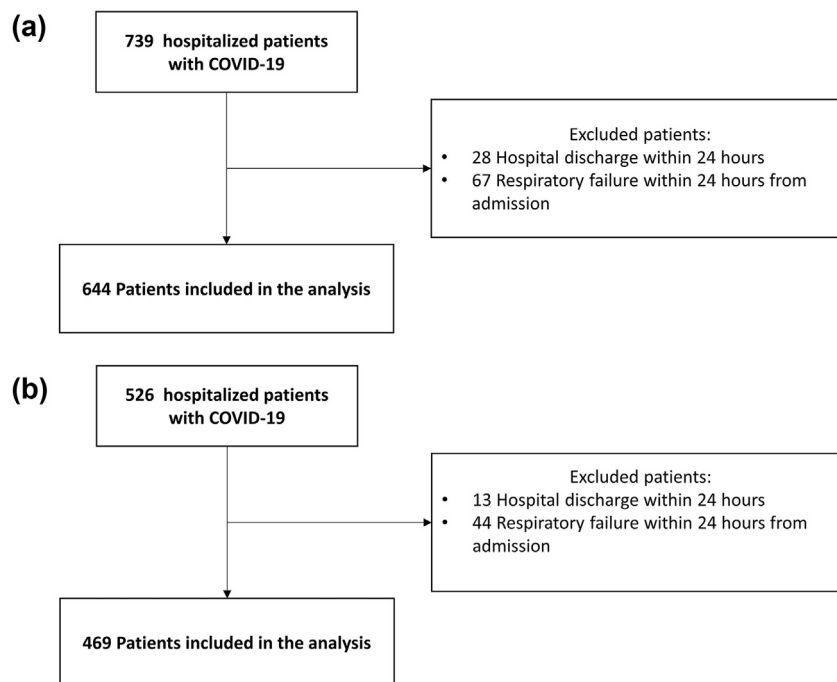 (a)
739 hospitalized patients
with COVID-19
Excluded patients:
• 28 Hospital discharge within 24 hours
• 67 Respiratory failure within 24 hours from
admission
644 Patients included in the analysis
(b)
526 hospitalized patients
with COVID-19
Excluded patients:
• 13 Hospital discharge within 24 hours
• 44 Respiratory failure within 24 hours from
admission
469 Patients included in the analysis